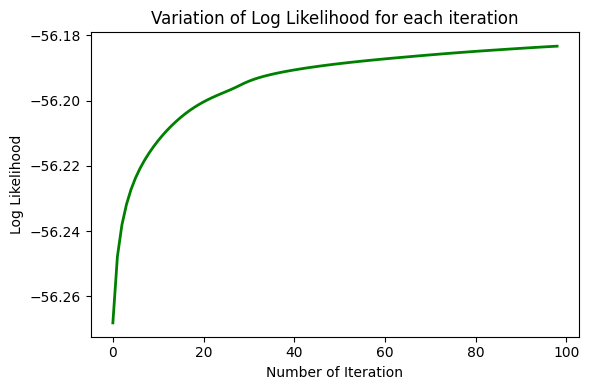 Variation of Log Likelihood for each iteration
−56.18
−56.20
−56.22
−56.24
−56.26
Log Likelihood
0 20 40 60 80 100
Number of Iteration